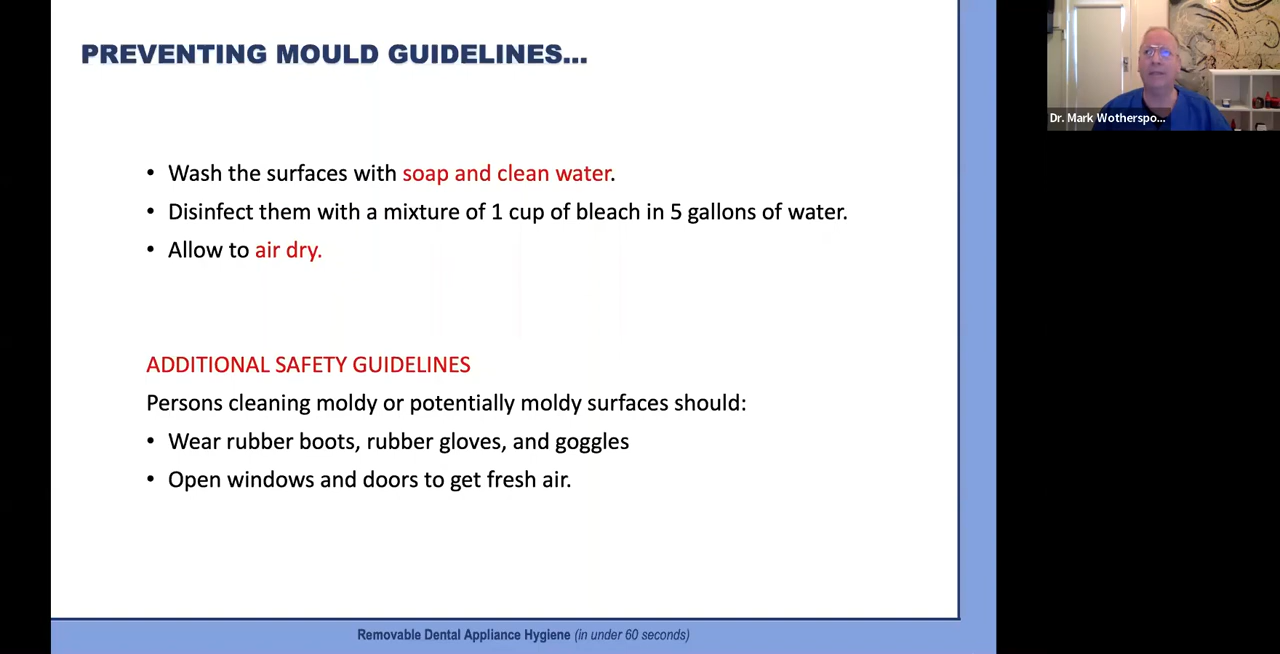 PREVENTING MOULD GUIDELINES...
Dr. Mark Wotherspo...
• Wash the surfaces with soap and clean water.
• Disinfect them with a mixture of 1 cup of bleach in 5 gallons of water.
• Allow to air dry.
ADDITIONAL SAFETY GUIDELINES
Persons cleaning moldy or potentially moldy surfaces should:
• Wear rubber boots, rubber gloves, and goggles
• Open windows and doors to get fresh air.
Removable Dental Appliance Hygiene (in under 60 seconds)